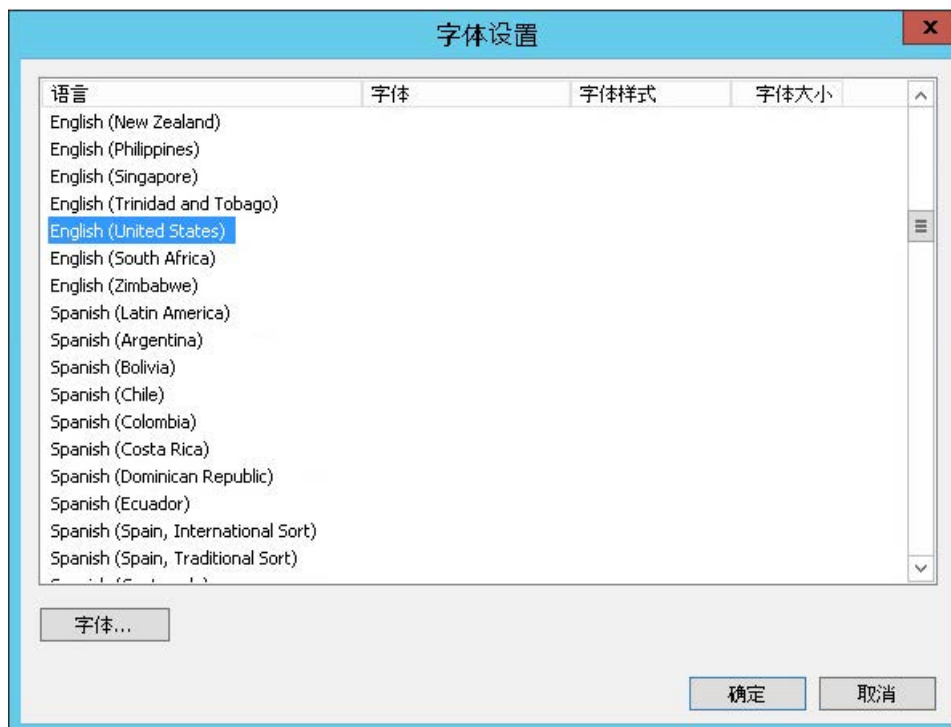 字体设置
x
语言 字体 字体样式 字体大小
English (New Zealand)
English (Philippines)
English (Singapore)
English (Trinidad and Tobago)
English (United States)
English (South Africa)
English (Zimbabwe)
Spanish (Latin America)
Spanish (Argentina)
Spanish (Bolivia)
Spanish (Chile)
Spanish (Colombia)
Spanish (Costa Rica)
Spanish (Dominican Republic)
Spanish (Ecuador)
Spanish (Spain, International Sort)
Spanish (Spain, Traditional Sort)
字体...
确定 取消